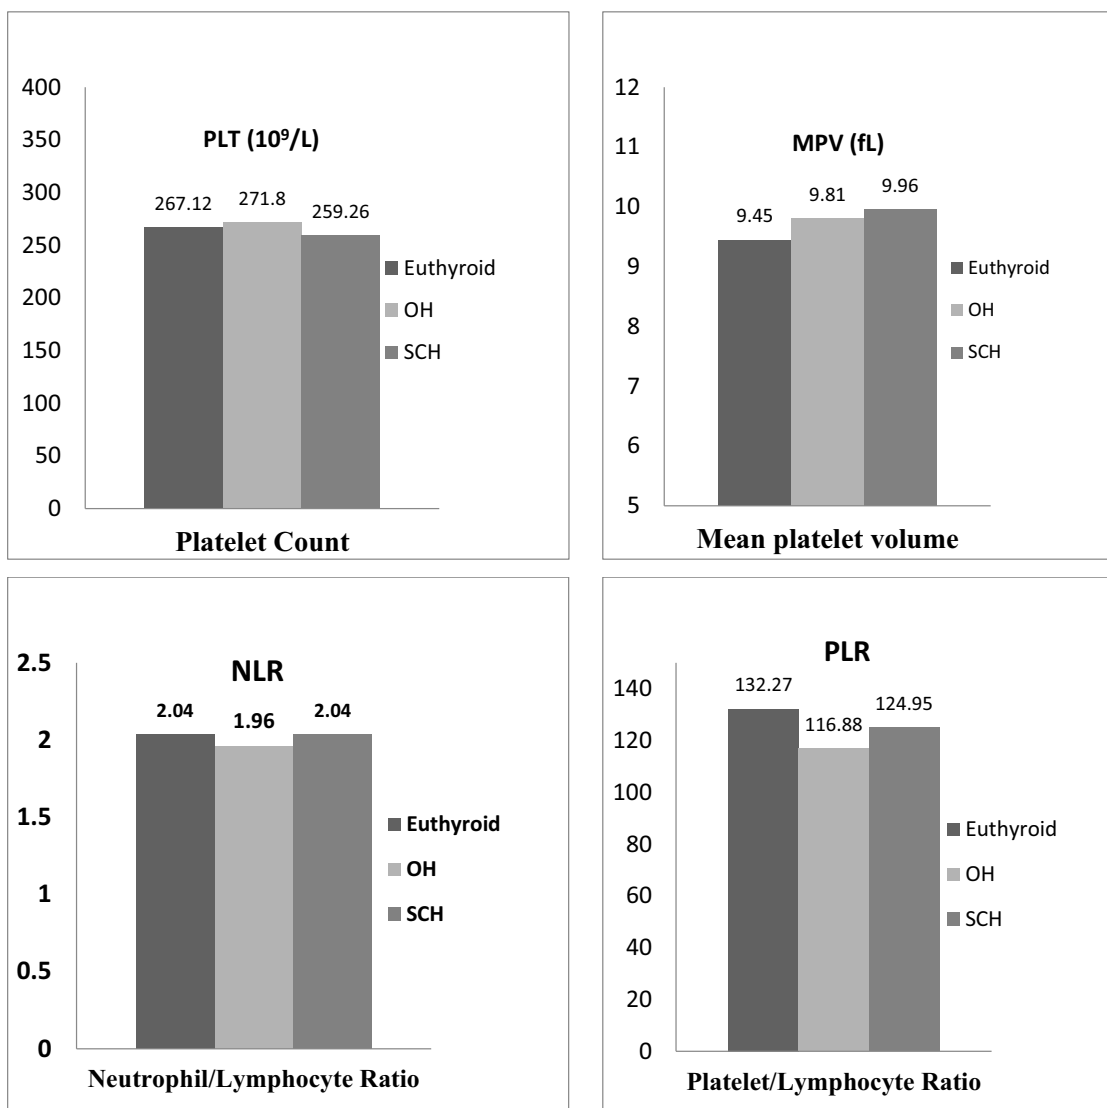 400
350
300
250
200
150
100
50
0
PLT (10⁹/L)
267.12 271.8 259.26
Euthyroid
OH
SCH
Platelet Count
12
11
10
9
8
7
6
5
MPV (fL)
9.45 9.81 9.96
Euthyroid
OH
SCH
Mean platelet volume
2.5
2
1.5
1
0.5
0
NLR
2.04 1.96 2.04
Euthyroid
OH
SCH
Neutrophil/Lymphocyte Ratio
140
120
100
80
60
40
20
0
PLR
132.27 116.88 124.95
Euthyroid
OH
SCH
Platelet/Lymphocyte Ratio